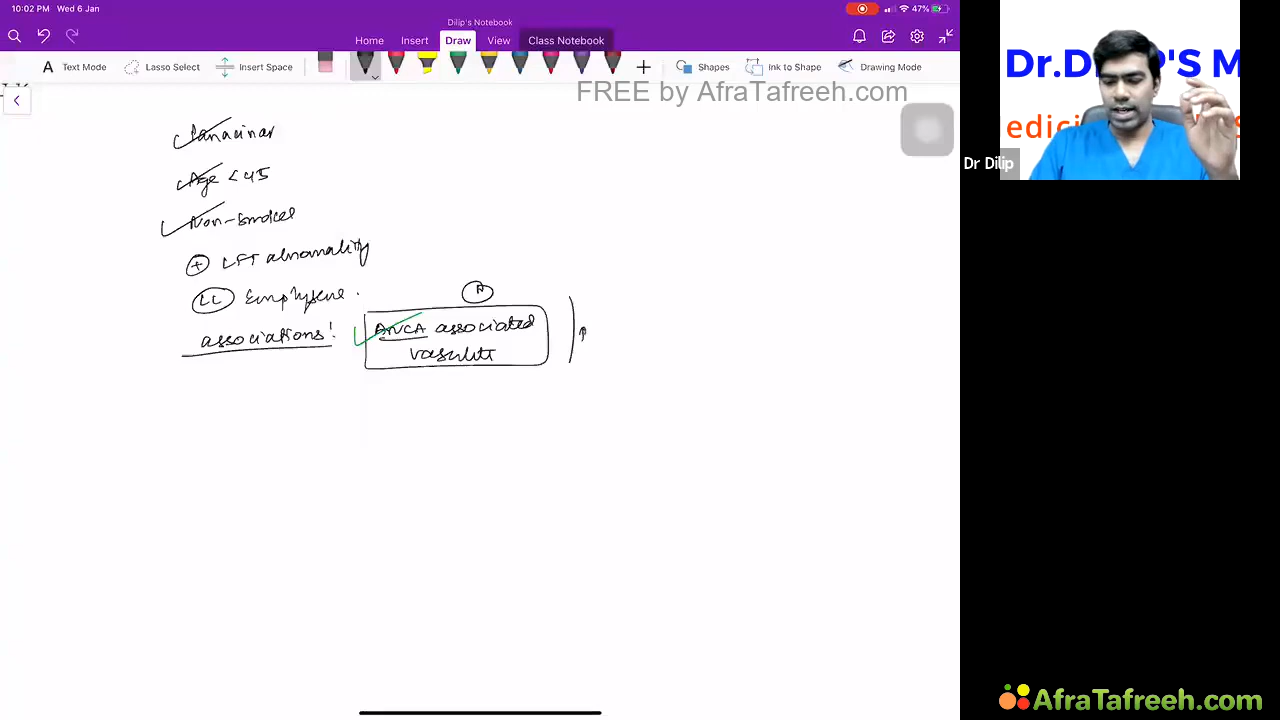 10:02 PM Wed 6 Jan
47%
Dilip's Notebook
Home Insert Draw View Class Notebook
Text Mode Lasso Select Insert Space Shapes Ink to Shape Drawing Mode
FREE by AfraTafreeh.com
Dr.D P'S M
edici S
Dr Dilip
Panacinar
Age < 45
Non-smoker
+ LFT abnormality
LL Emphysema
associations!
A
ANCA associated
↑
AfraTafreeh.com